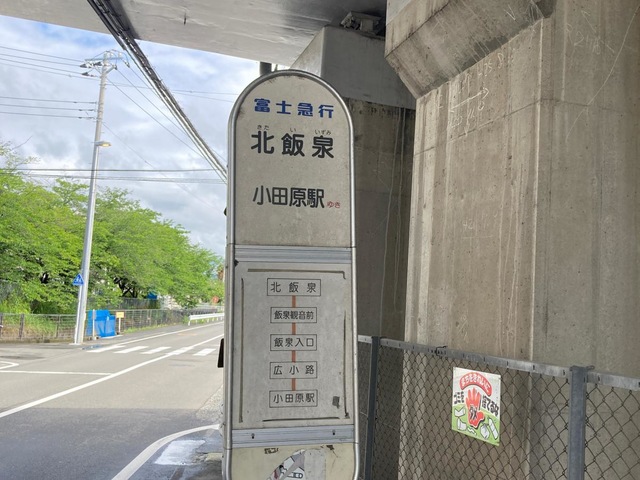 富士急行
きた い いずみ
北飯泉
小田原駅 ゆき
北飯泉
飯泉観音前
飯泉入口
広小路
小田原駅